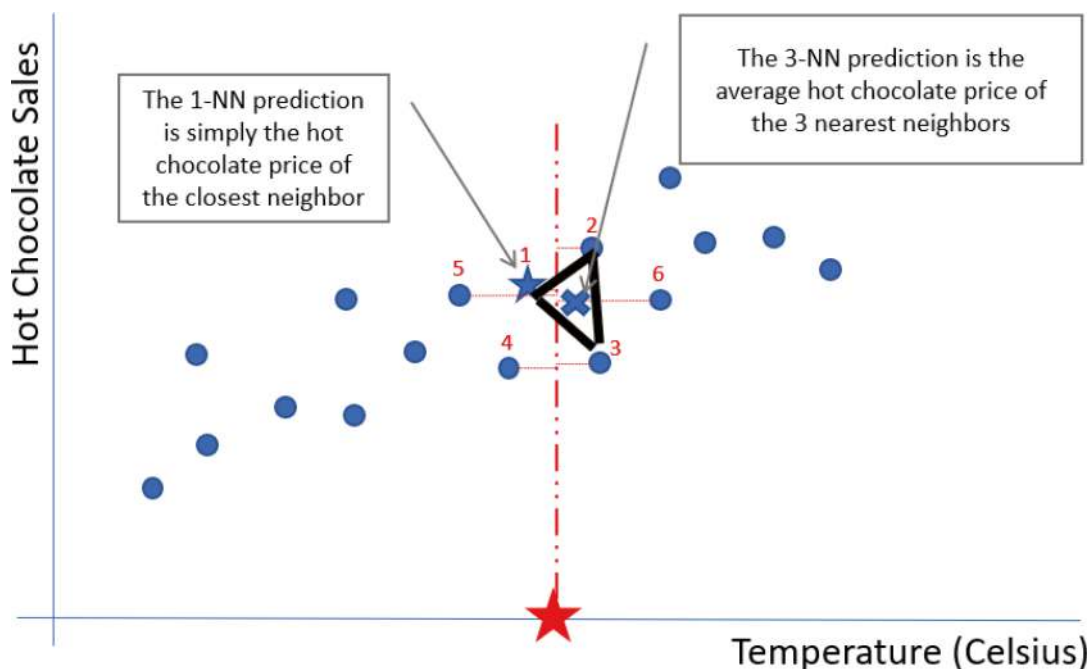 Hot Chocolate Sales
The 1-NN prediction
is simply the hot
chocolate price of
the closest neighbor
The 3-NN prediction is the
average hot chocolate price of
the 3 nearest neighbors
2
1
5
6
4
3
Temperature (Celsius)